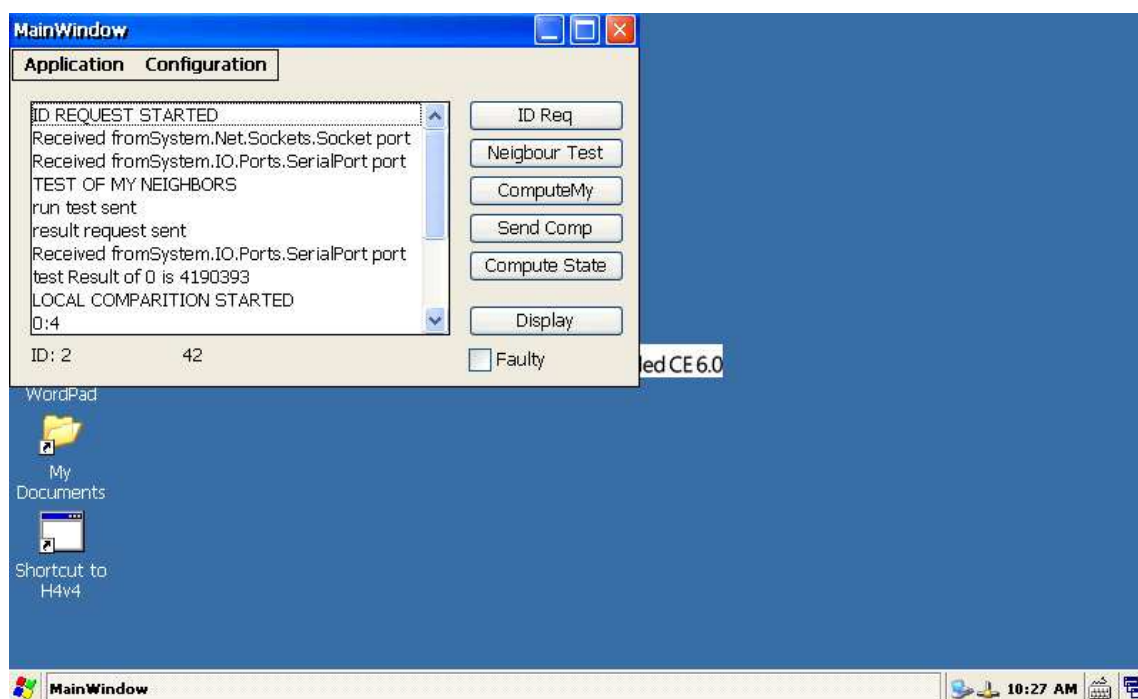 MainWindow
Application Configuration
ID REQUEST STARTED
Received fromSystem.Net.Sockets.Socket port
Received fromSystem.IO.Ports.SerialPort port
TEST OF MY NEIGHBORS
run test sent
result request sent
Received fromSystem.IO.Ports.SerialPort port
test Result of 0 is 4190393
LOCAL COMPARITION STARTED
0:4
ID Req
Neigbour Test
ComputeMy
Send Comp
Compute State
Display
ID: 2 42
Faulty
CE 6.0
WordPad
My
Documents
Shortcut to
H4v4
MainWindow
10:27 AM